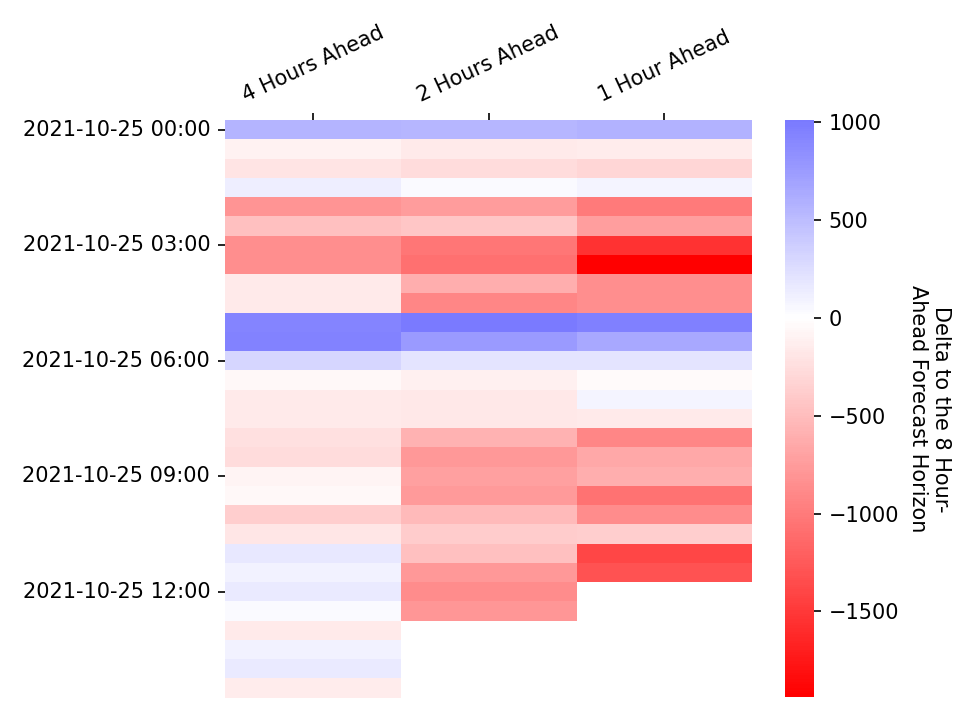 4 Hours Ahead
2 Hours Ahead
1 Hour Ahead
2021-10-25 00:00
2021-10-25 03:00
2021-10-25 06:00
2021-10-25 09:00
2021-10-25 12:00
1000
500
0
−500
−1000
−1500
Delta to the 8 Hour-
Ahead Forecast Horizon